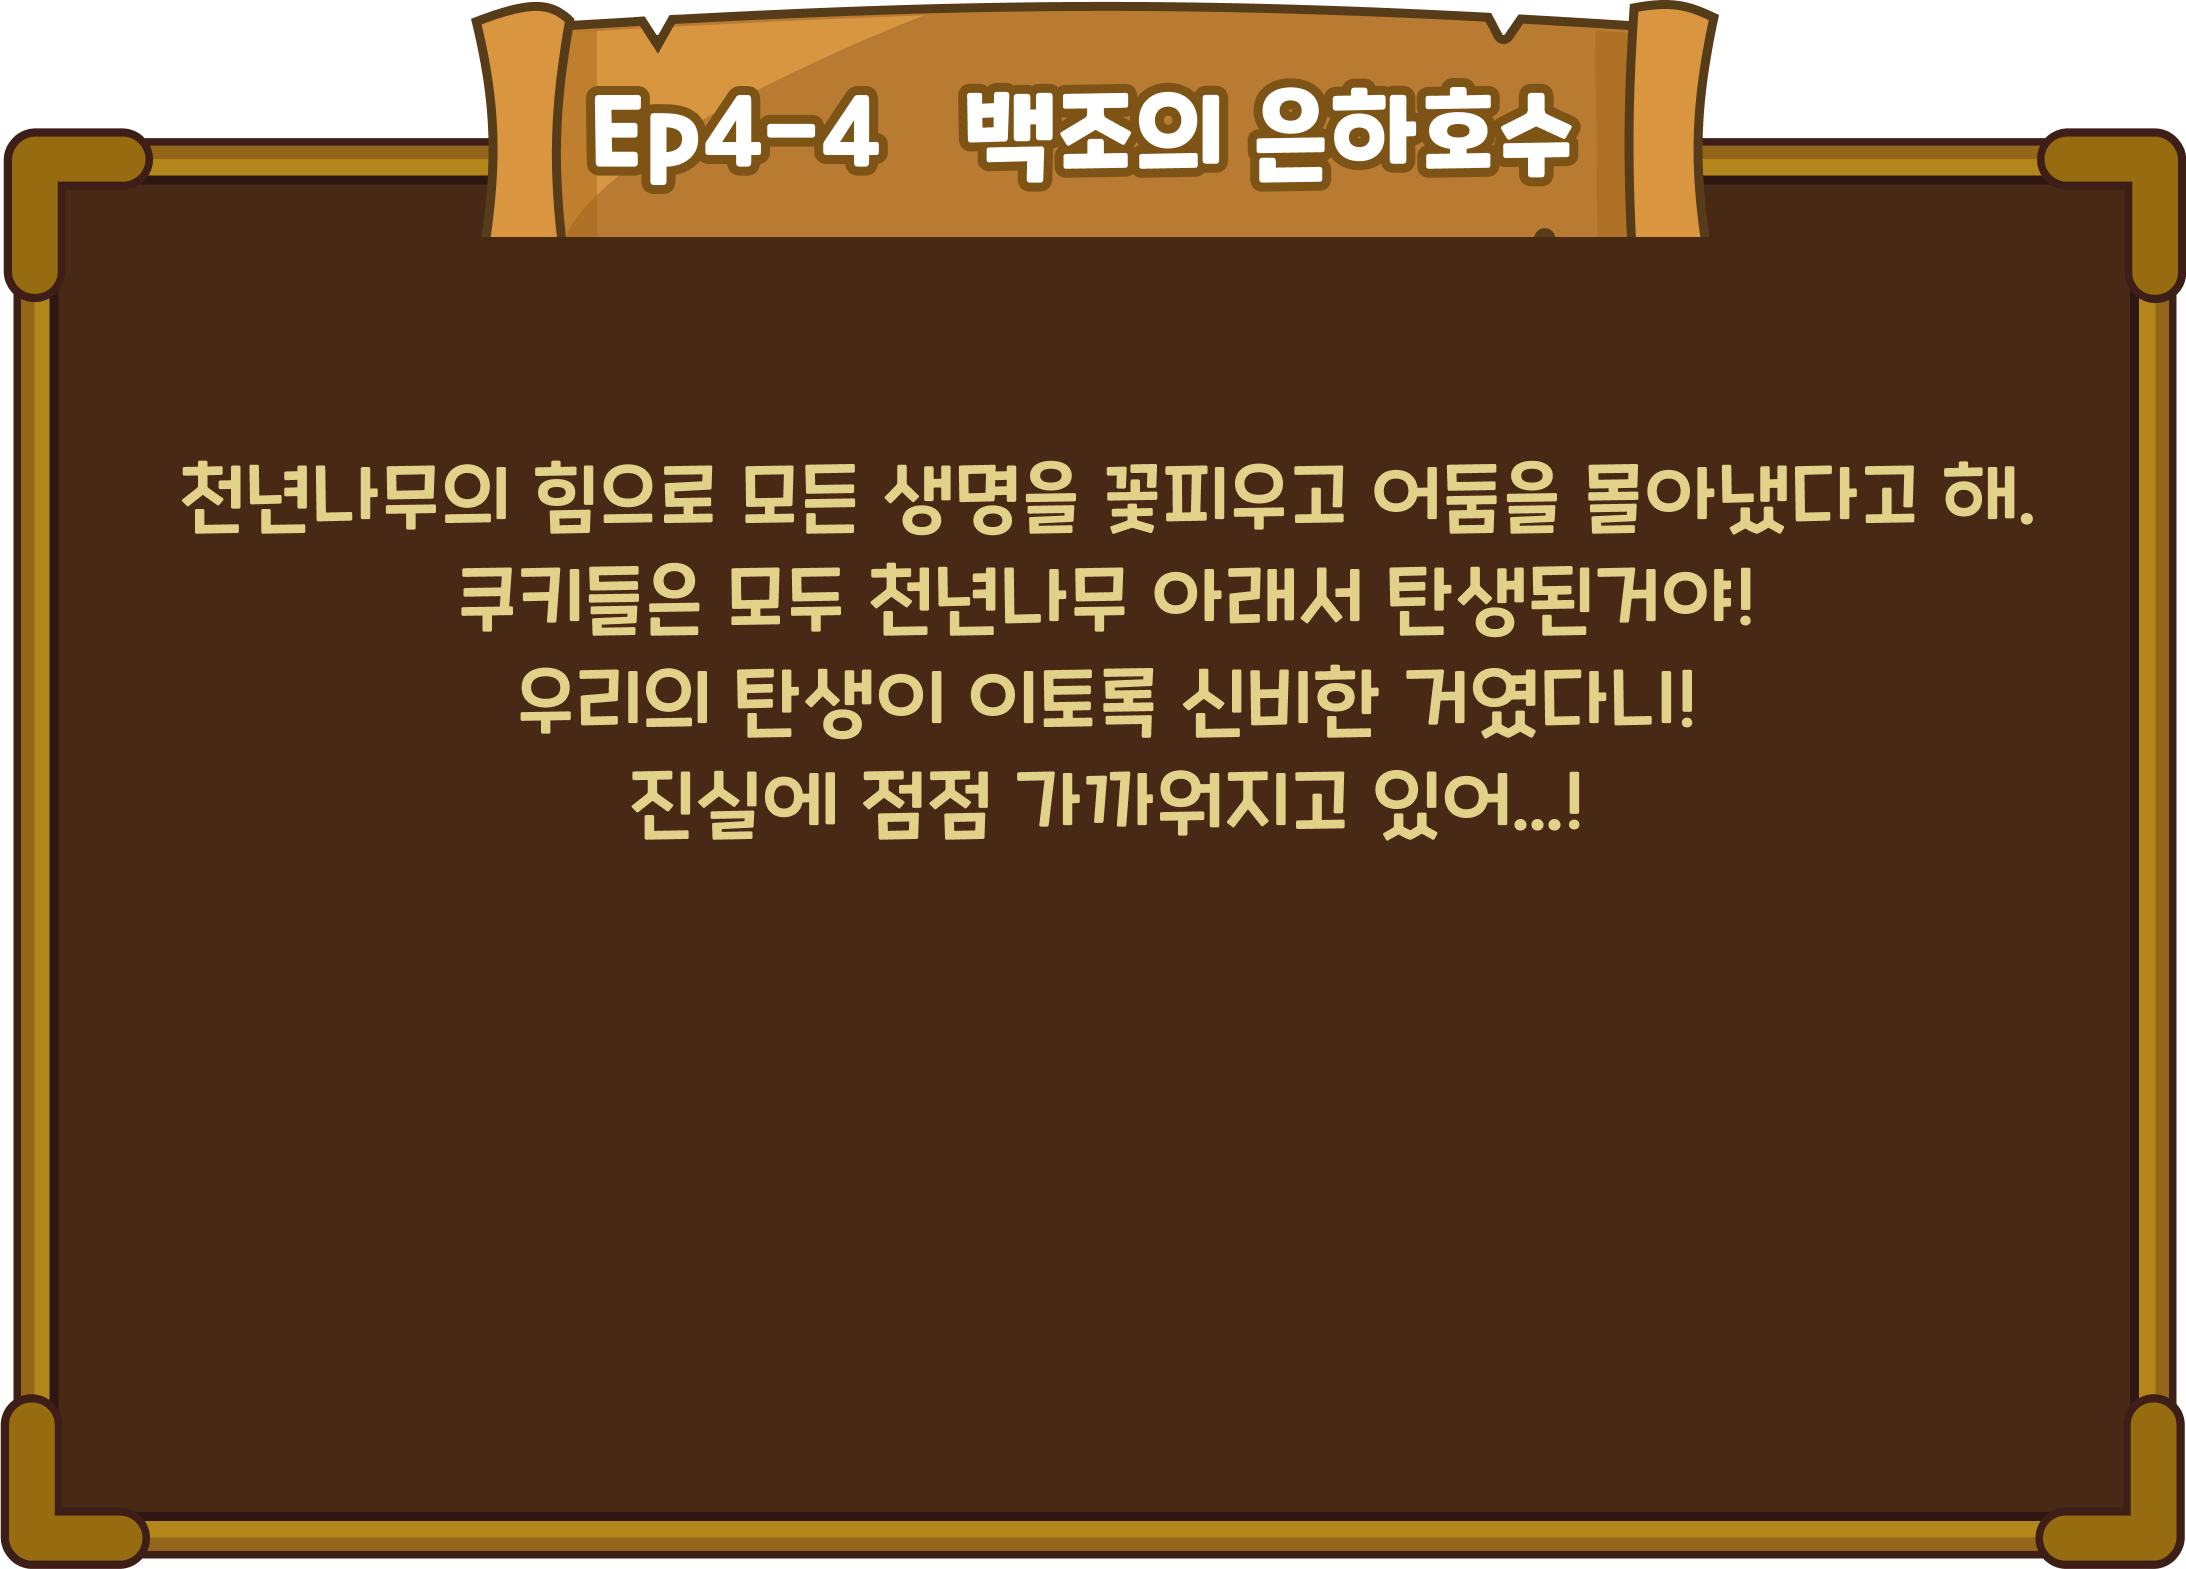 Ep4-4 백조의 은하호수
천년나무의 힘으로 모든 생명을 꽃피우고 어둠을 몰아냈다고 해.
쿠키들은 모두 천년나무 아래서 탄생된거야!
우리의 탄생이 이토록 신비한 거였다니!
진실에 점점 가까워지고 있어...!